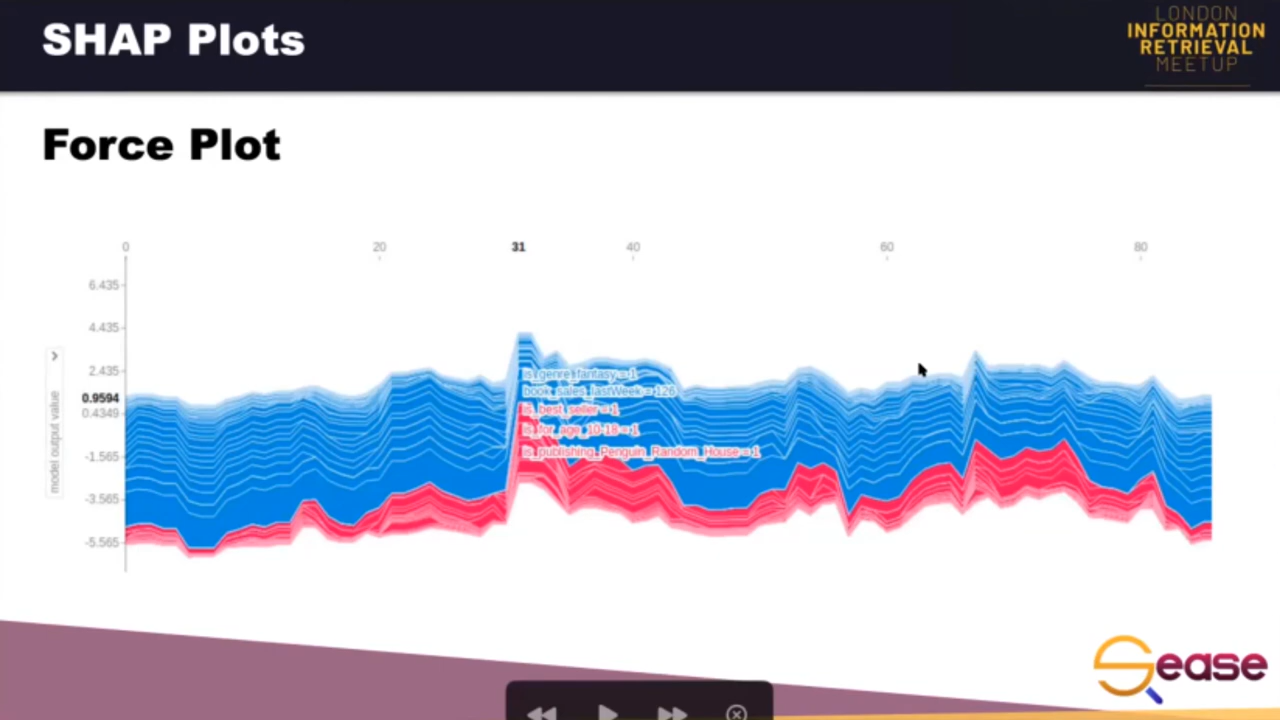 SHAP Plots
LONDON
INFORMATION
RETRIEVAL
MEETUP
Force Plot
0
20
31
40
60
80
6.435
4.435
2.435
0.9594
0.4349
-1.565
-3.565
-5.565
model output value
is_genre_fantasy = 1
book_sales_lastWeek = 126
is_best_seller = 1
is_for_age_10-18 = 1
is_publishing_Penguin_Random_House = 1
Sease